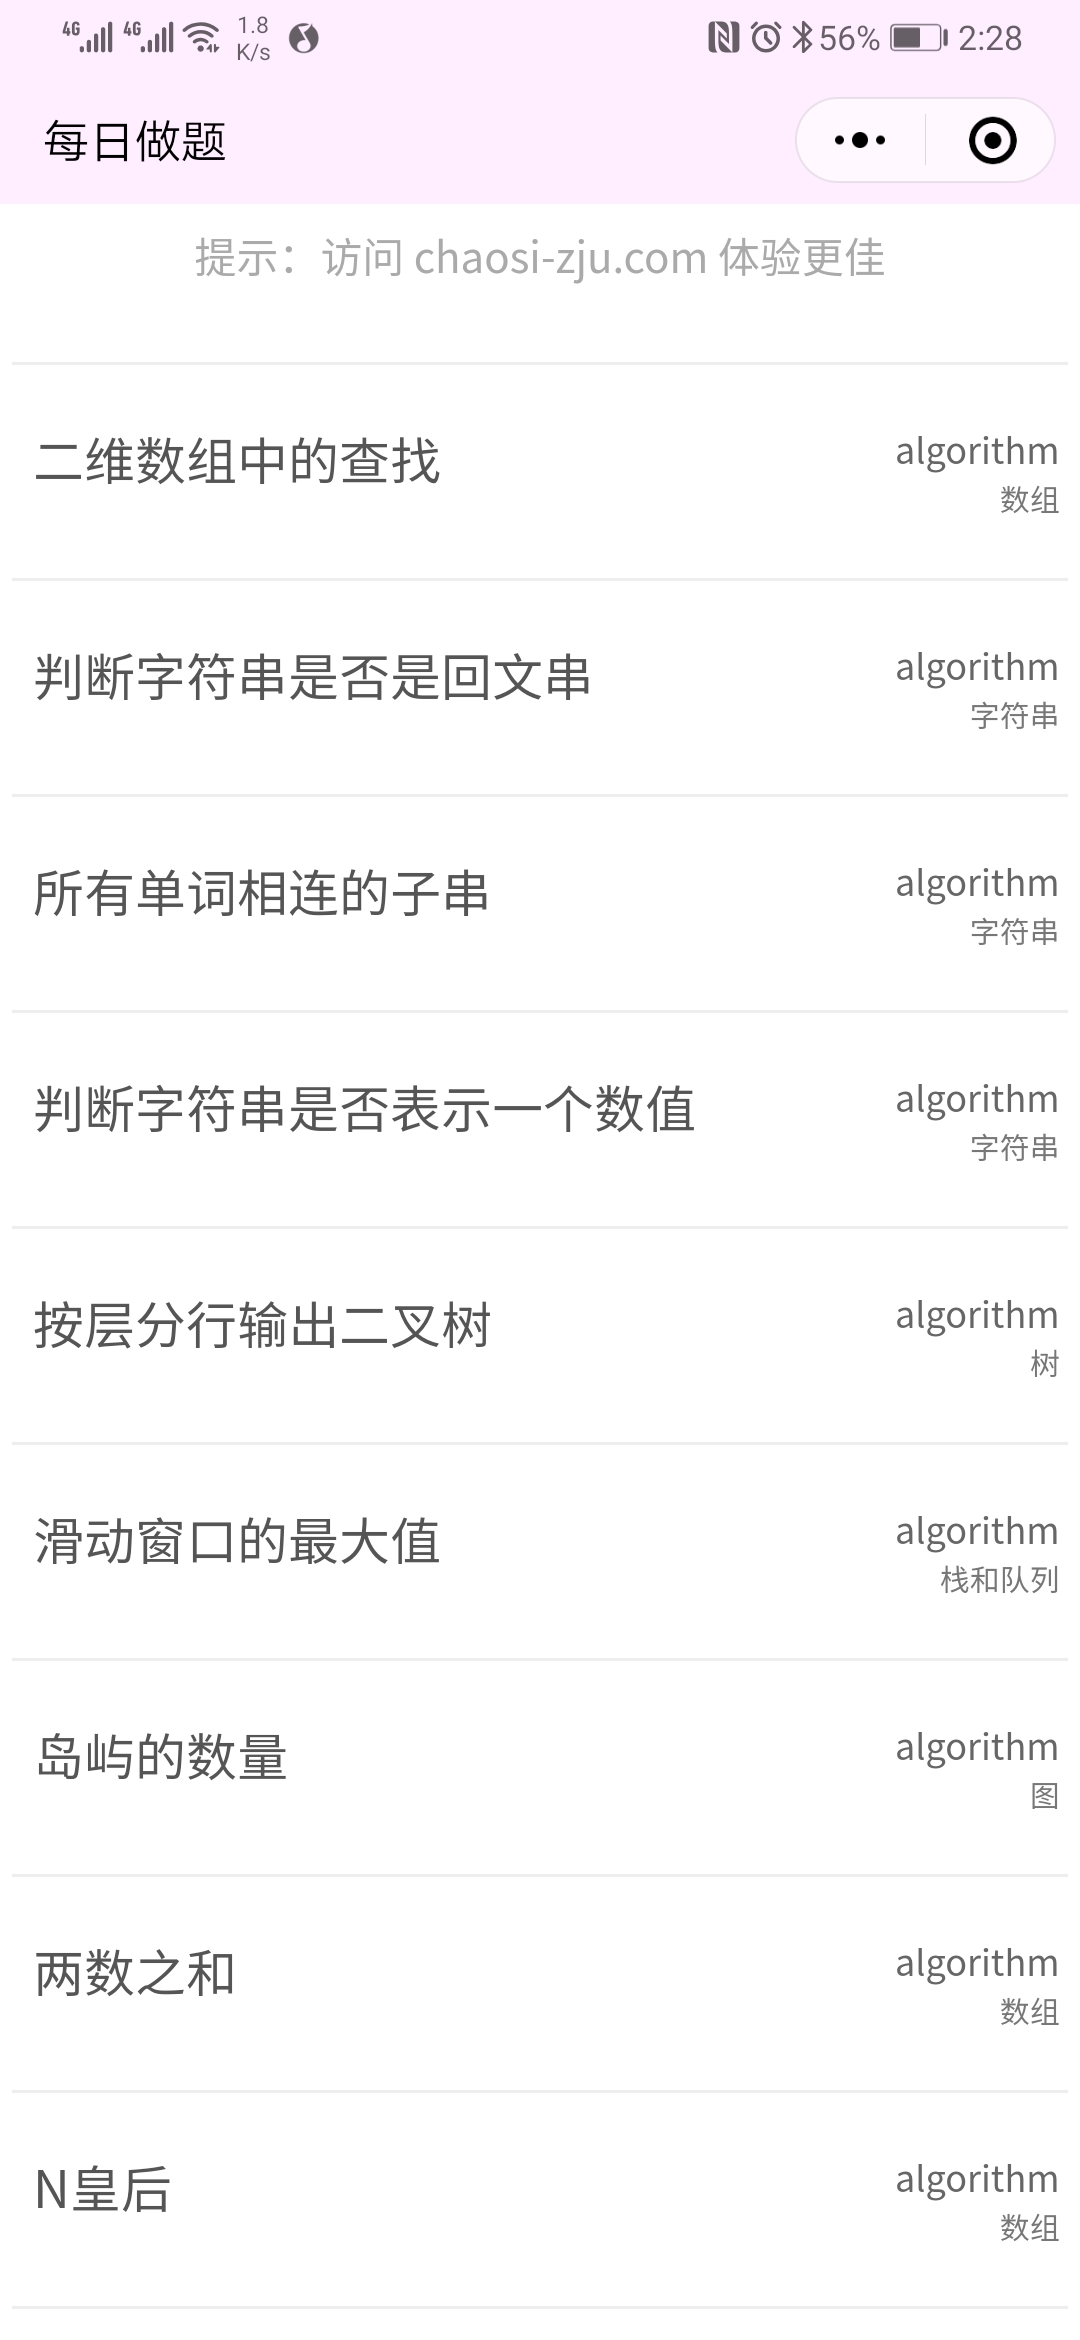 4G 4G 1.8 K/s 56% 2:28
每日做题
提示：访问 chaosi-zju.com 体验更佳
二维数组中的查找
algorithm
数组
判断字符串是否是回文串
algorithm
字符串
所有单词相连的子串
algorithm
字符串
判断字符串是否表示一个数值
algorithm
字符串
按层分行输出二叉树
algorithm
树
滑动窗口的最大值
algorithm
栈和队列
岛屿的数量
algorithm
图
两数之和
algorithm
数组
N皇后
algorithm
数组